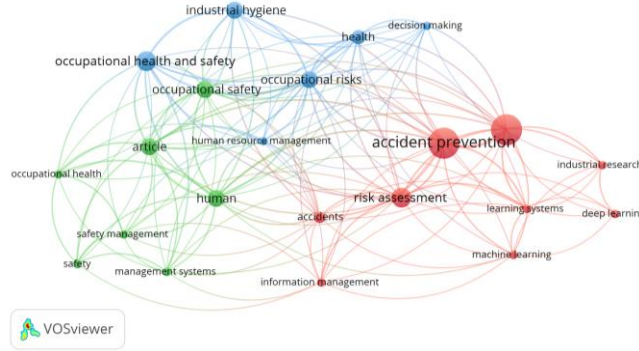 industrial hygiene
decision making
health
occupational health and safety
occupational risks
occupational safety
human resource management
accident prevention
article
industrial research
occupational health
human
risk assessment
learning systems
deep learning
accidents
safety management
machine learning
safety
management systems
information management
VOSviewer